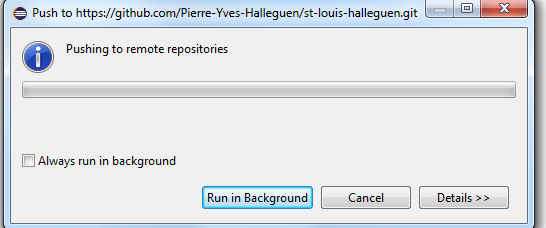 Push to https://github.com/Pierre-Yves-Halleguen/st-louis-halleguen.git
Pushing to remote repositories
Always run in background
Run in Background
Cancel
Details >>